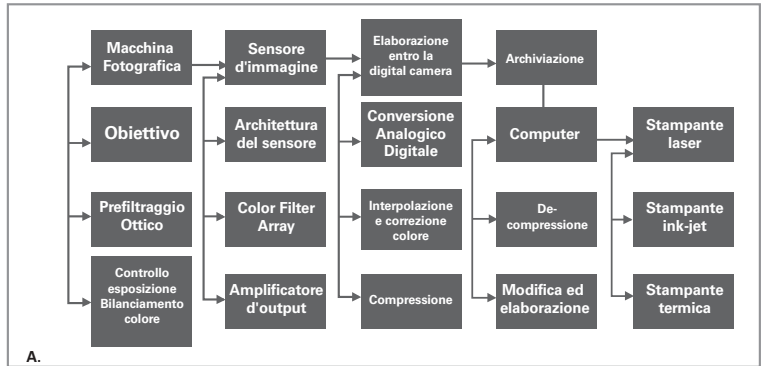 Macchina
Fotografica
Obiettivo
Prefiltraggio
Ottico
Controllo
esposizione
Bilanciamento
colore
Sensore
d'immagine
Architettura
del sensore
Color Filter
Array
Amplificatore
d'output
Elaborazione
entro la
digital camera
Conversione
Analogico
Digitale
Interpolazione
e correzione
colore
Compressione
Archiviazione
Computer
De-
compressione
Modifica ed
elaborazione
Stampante
laser
Stampante
ink-jet
Stampante
termica
A.